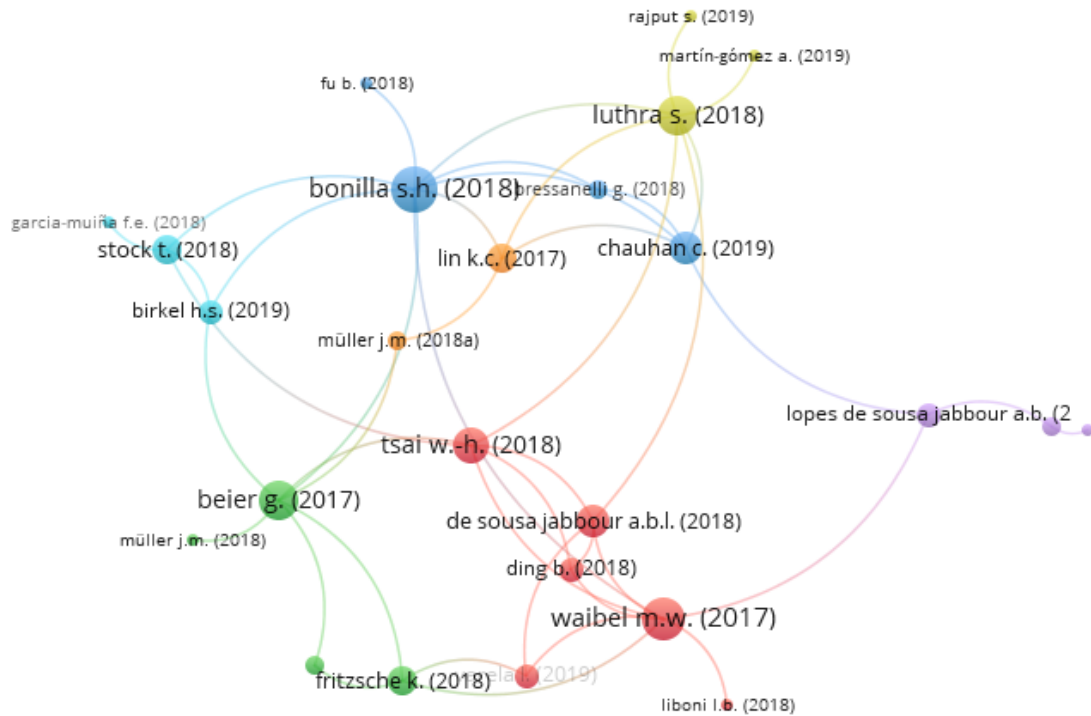 rajput s. (2019)
martín-gómez a. (2019)
fu b. (2018)
luthra s. (2018)
bonilla s.h. (2018)
bressanelli g. (2018)
garcia-muiña f.e. (2018)
stock t. (2018)
lin k.c. (2017)
chauhan c. (2019)
birkel h.s. (2019)
müller j.m. (2018a)
lopes de sousa jabbour a.b. (2
tsai w.-h. (2018)
beier g. (2017)
de sousa jabbour a.b.l. (2018)
müller j.m. (2018)
ding b. (2018)
waibel m.w. (2017)
fritzsche k. (2018)
(2019)
liboni l.b. (2018)